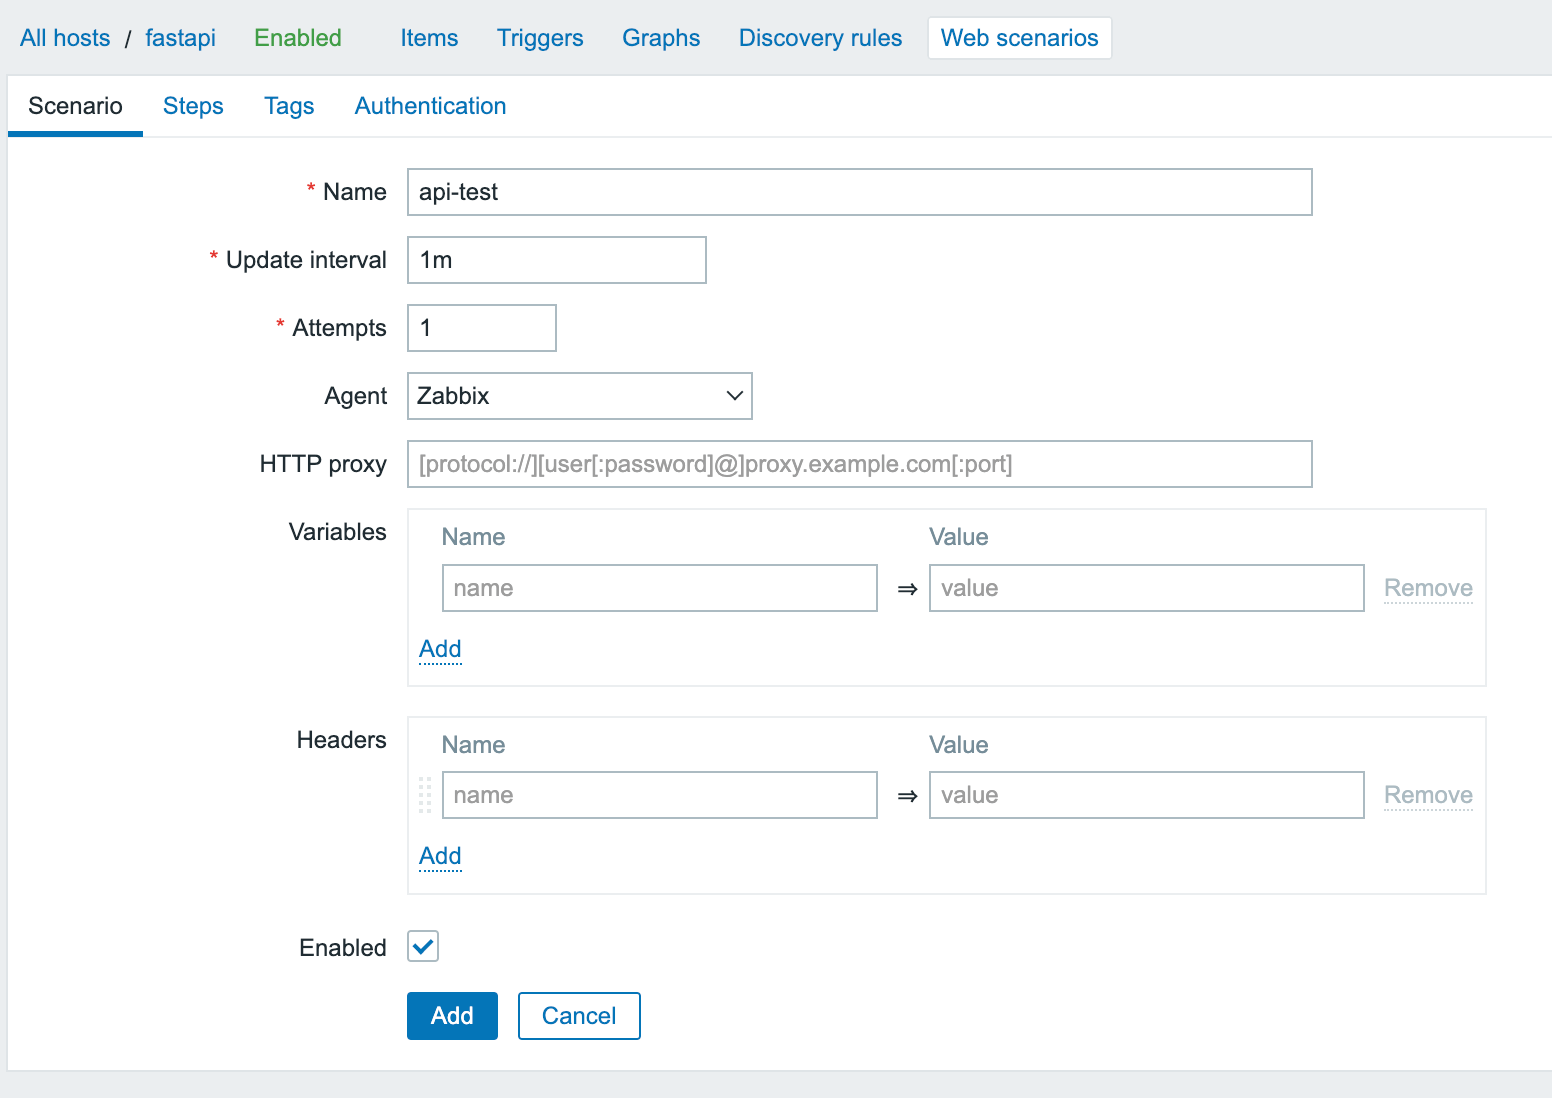 All hosts / fastapi Enabled Items Triggers Graphs Discovery rules Web scenarios
Scenario Steps Tags Authentication
* Name api-test
* Update interval 1m
* Attempts 1
Agent Zabbix
HTTP proxy [protocol://][user[:password]@]proxy.example.com[:port]
Variables Name Value
name ⇒ value Remove
Add
Headers Name Value
name ⇒ value Remove
Add
Enabled
Add Cancel